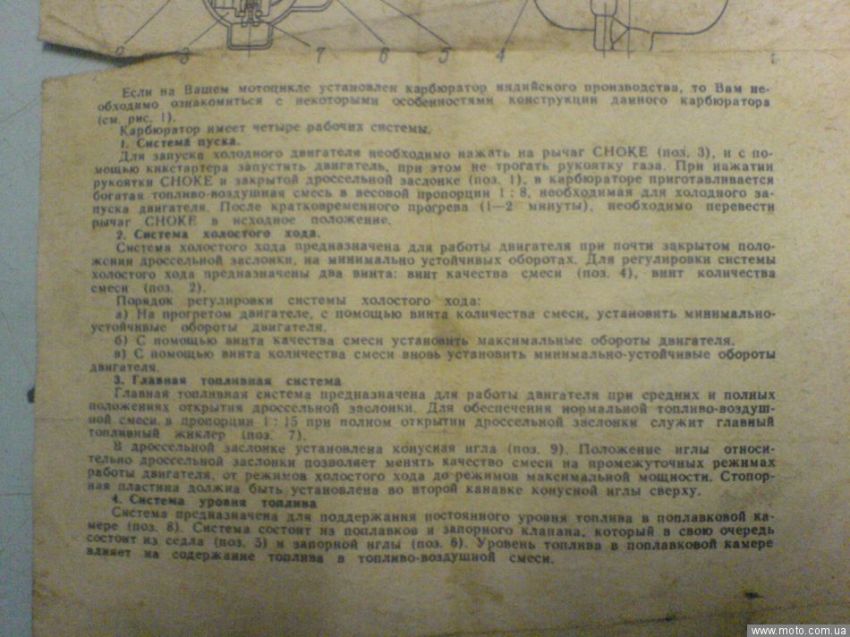 2 3 7 6 5 4 1
Если на Вашем мотоцикле установлен карбюратор индийского производства, то Вам не-
обходимо ознакомиться с некоторыми особенностями конструкции данного карбюратора
(см. рис. 1).
Карбюратор имеет четыре рабочих системы.
1. Система пуска.
Для запуска холодного двигателя необходимо нажать на рычаг CHOKE (поз. 3), и с по-
мощью кикстартера запустить двигатель, при этом не трогать рукоятку газа. При нажатии
рукоятки CHOKE и закрытой дроссельной заслонке (поз. 1), в карбюраторе приготавливается
богатая топливо-воздушная смесь в весовой пропорции 1 : 8, необходимая для холодного за-
пуска двигателя. После кратковременного прогрева (1—2 минуты), необходимо перевести
рычаг CHOKE в исходное положение.
2. Система холостого хода.
Система холостого хода предназначена для работы двигателя при почти закрытом поло-
жении дроссельной заслонки, на минимально устойчивых оборотах. Для регулировки системы
холостого хода предназначены два винта: винт качества смеси (поз. 4), винт количества
смеси (поз. 2).
Порядок регулировки системы холостого хода:
а) На прогретом двигателе, с помощью винта количества смеси, установить минимально-
устойчивые обороты двигателя.
б) С помощью винта качества смеси установить максимальные обороты двигателя.
в) С помощью винта количества смеси вновь установить минимально-устойчивые обороты
двигателя.
3. Главная топливная система
Главная топливная система предназначена для работы двигателя при средних и полных
положениях открытия дроссельной заслонки. Для обеспечения нормальной топливо-воздуш-
ной смеси в пропорции 1 : 15 при полном открытии дроссельной заслонки служит главный
топливный жиклер (поз. 7).
В дроссельной заслонке установлена конусная игла (поз. 9). Положение иглы относи-
тельно дроссельной заслонки позволяет менять качество смеси на промежуточных режимах
работы двигателя, от режимов холостого хода до режимов максимальной мощности. Стопор-
ная пластина должна быть установлена во второй канавке конусной иглы сверху.
4. Система уровня топлива
Система предназначена для поддержания постоянного уровня топлива в поплавковой ка-
мере (поз. 8). Система состоит из поплавков и запорного клапана, который в свою очередь
состоит из седла (поз. 5) и запорной иглы (поз. 6). Уровень топлива в поплавковой камере
влияет на содержание топлива в топливо-воздушной смеси.
www.moto.com.ua